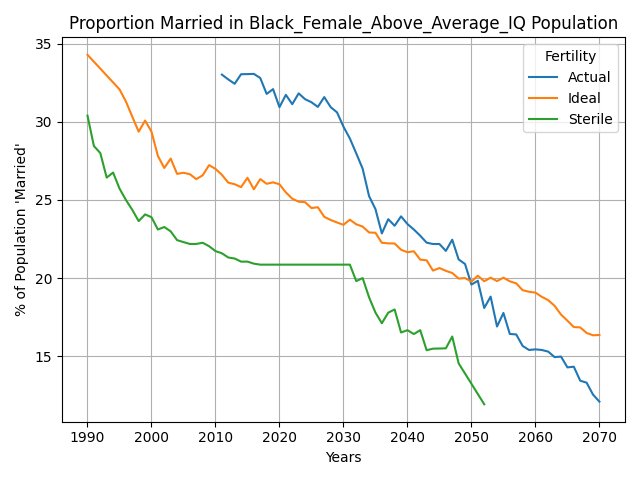 Proportion Married in Black_Female_Above_Average_IQ Population
% of Population 'Married'
35
30
25
20
15
Fertility
Actual
Ideal
Sterile
1990 2000 2010 2020 2030 2040 2050 2060 2070
Years